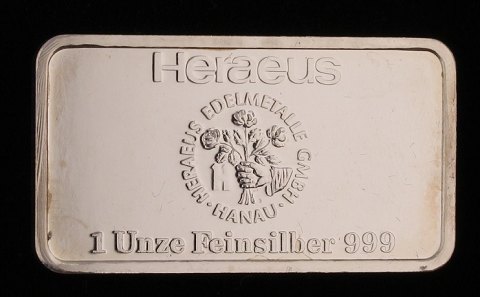 Heraeus
HERAEUS EDELMETALLE GMBH
· HANAU ·
1 Unze Feinsilber 999